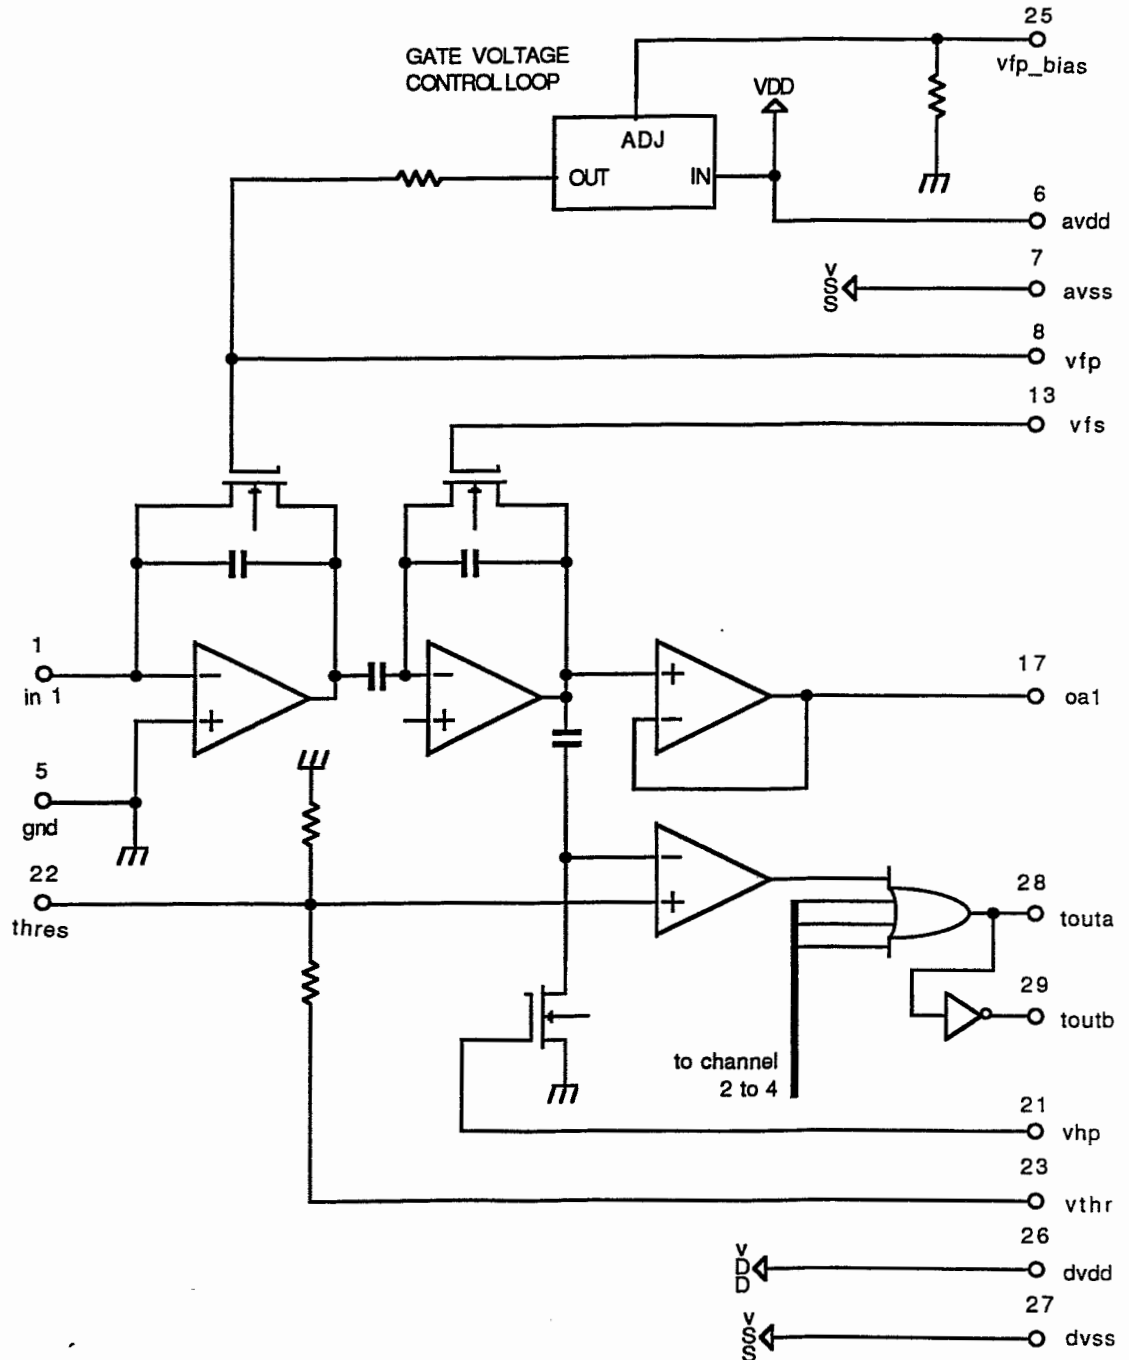 25
vfp_bias
GATE VOLTAGE
CONTROL LOOP
VDD
ADJ
OUT
IN
6
avdd
VSS
7
avss
8
vfp
13
vfs
1
in 1
−
+
−
+
+
−
17
oa1
5
gnd
22
thres
−
+
28
touta
29
toutb
to channel
2 to 4
21
vhp
23
vthr
26
VDD
dvdd
27
VSS
dvss